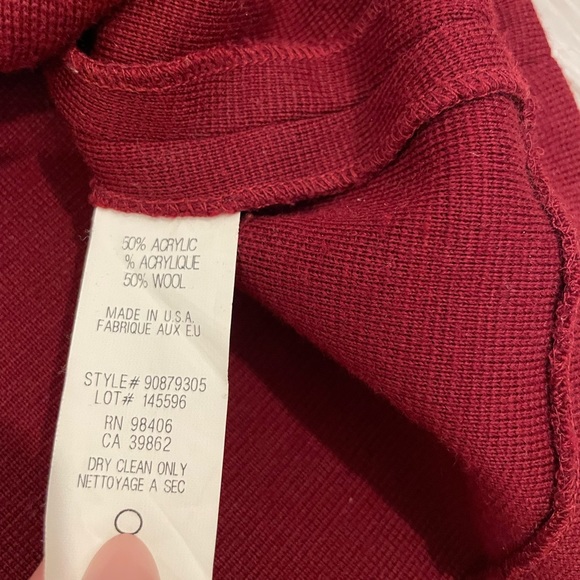 50% ACRYLIC
% ACRYLIQUE
50% WOOL
MADE IN U.S.A.
FABRIQUE AUX E.U
STYLE# 90879305
LOT# 145596
RN 98406
CA 39862
DRY CLEAN ONLY
NETTOYAGE A SEC